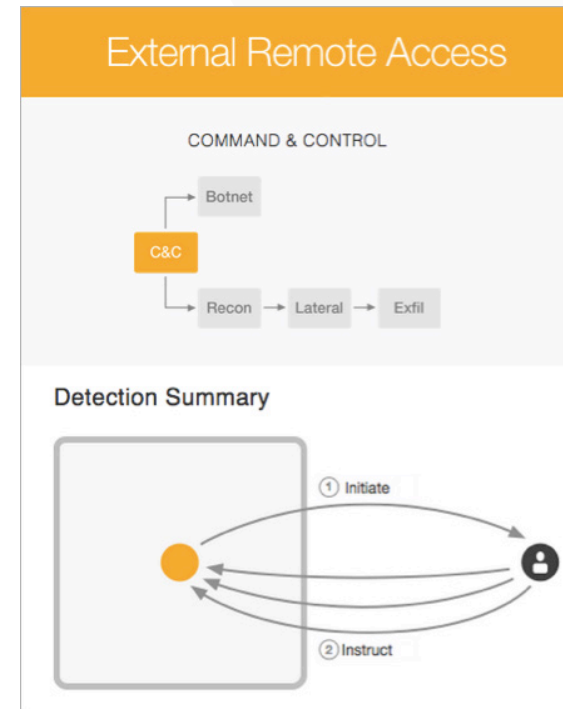 External Remote Access
COMMAND & CONTROL
Botnet
C&C
Recon
Lateral
Exfil
Detection Summary
1 Initiate
2 Instruct